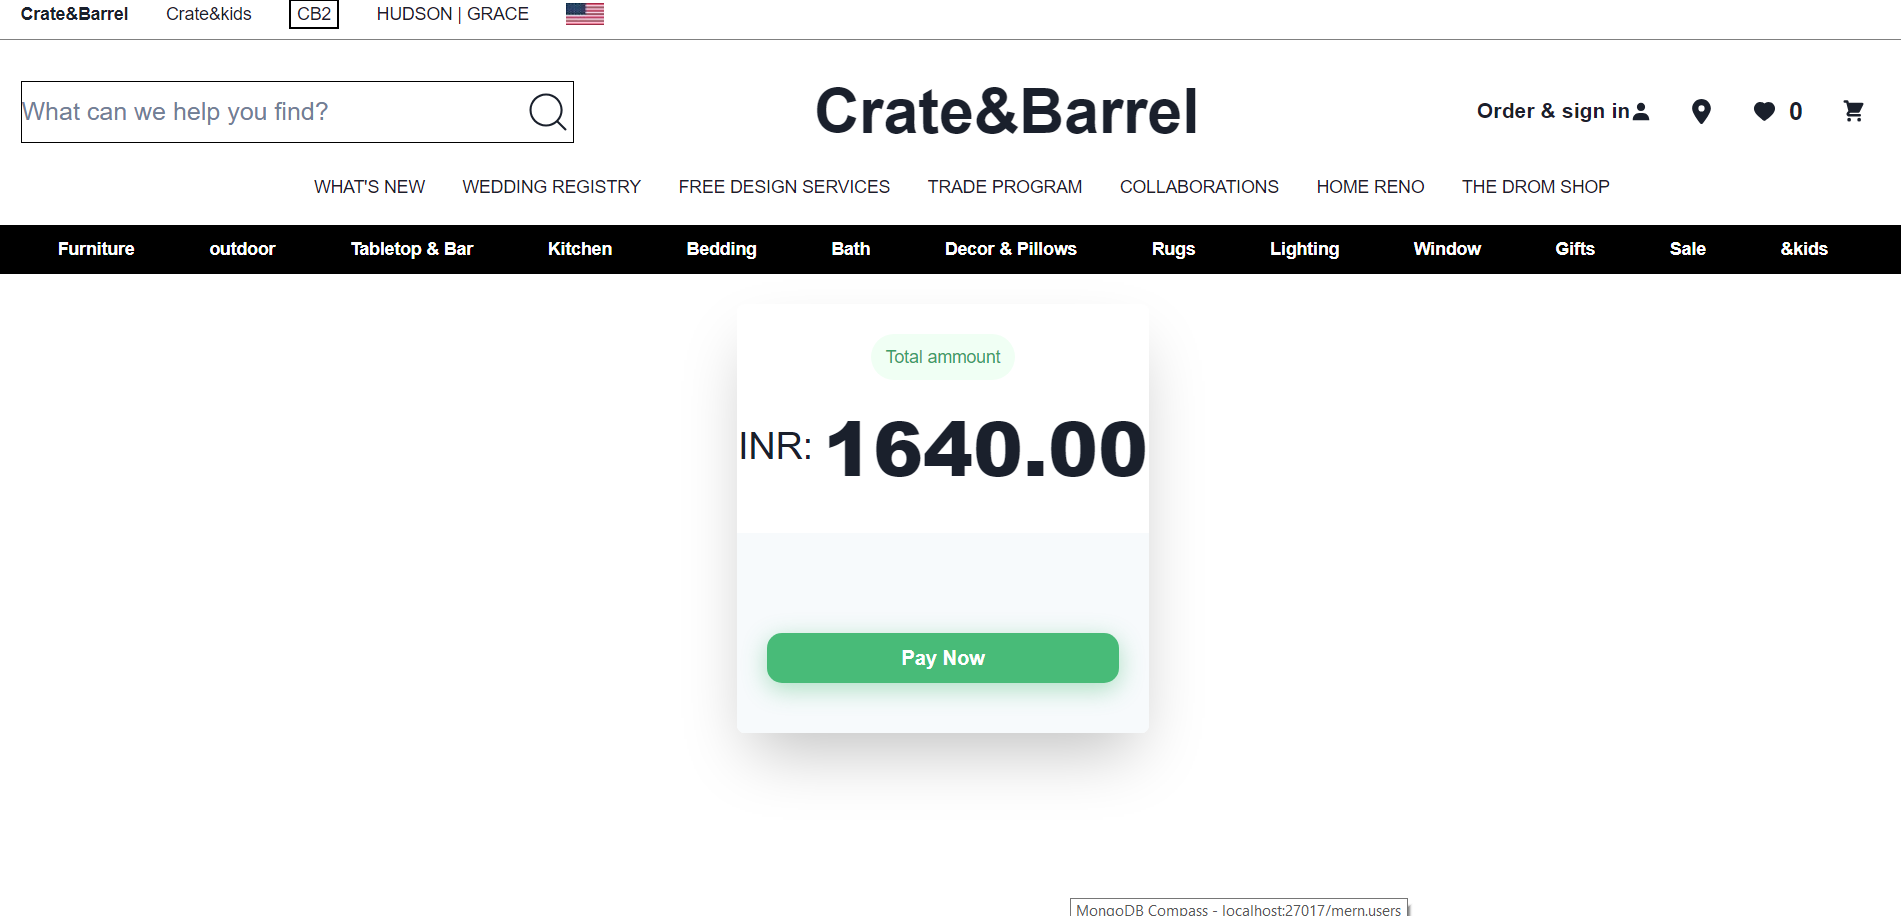 Crate&Barrel Crate&kids CB2 HUDSON | GRACE
What can we help you find? Crate&Barrel Order & sign in 0
WHAT'S NEW WEDDING REGISTRY FREE DESIGN SERVICES TRADE PROGRAM COLLABORATIONS HOME RENO THE DROM SHOP
Furniture outdoor Tabletop & Bar Kitchen Bedding Bath Decor & Pillows Rugs Lighting Window Gifts Sale &kids
Total ammount
INR: 1640.00
Pay Now
MongoDB Compass - localhost:27017/mern.users